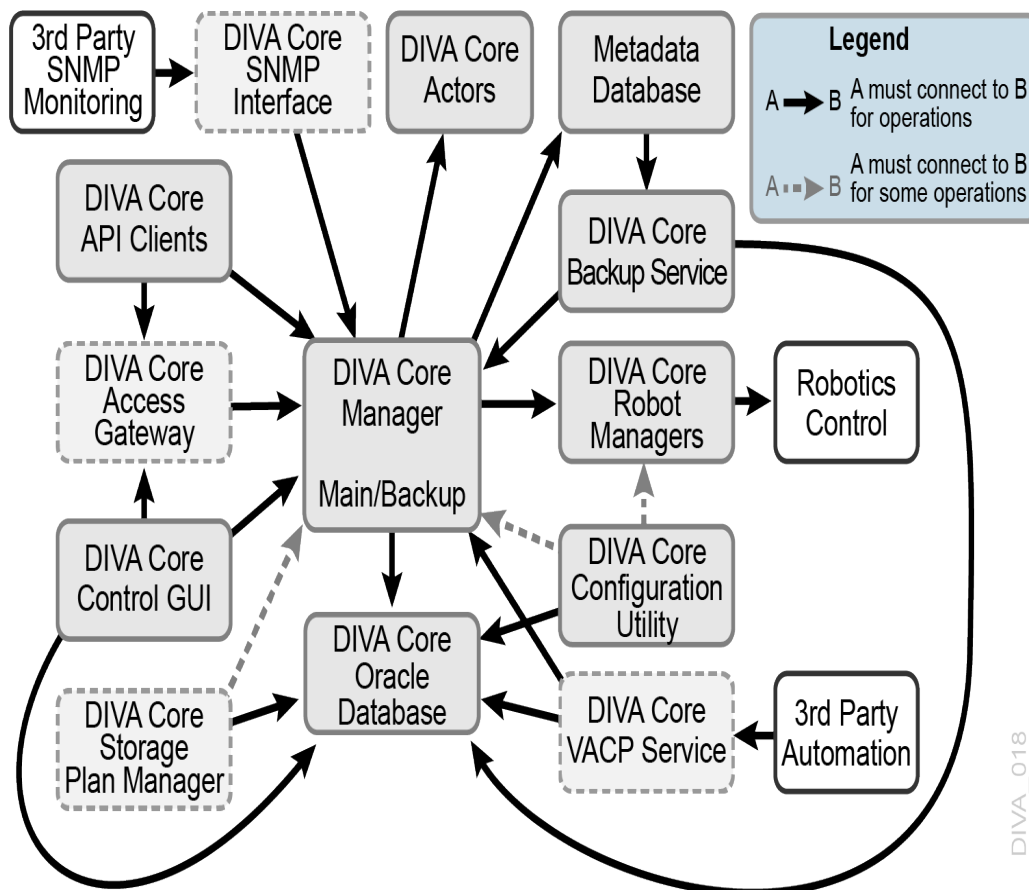 3rd Party
SNMP
Monitoring
DIVA Core
SNMP
Interface
DIVA Core
Actors
Metadata
Database
Legend
A
B
A must connect to B
for operations
A
B
A must connect to B
for some operations
DIVA Core
API Clients
DIVA Core
Backup Service
DIVA Core
Access
Gateway
DIVA Core
Manager
Main/Backup
DIVA Core
Robot
Managers
Robotics
Control
DIVA Core
Control GUI
DIVA Core
Configuration
Utility
DIVA Core
Oracle
Database
DIVA Core
Storage
Plan Manager
DIVA Core
VACP Service
3rd Party
Automation
DIVA_018